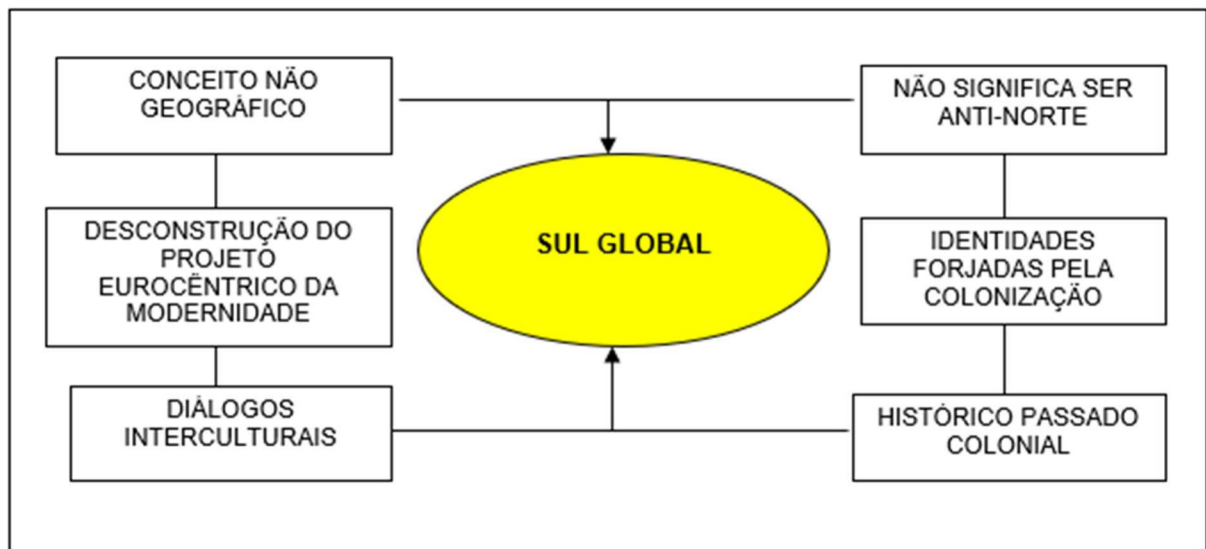 CONCEITO NÃO
GEOGRÁFICO
NÃO SIGNIFICA SER
ANTI-NORTE
DESCONSTRUÇÃO DO
PROJETO
EUROCÊNTRICO DA
MODERNIDADE
SUL GLOBAL
IDENTIDADES
FORJADAS PELA
COLONIZAÇÃO
DIÁLOGOS
INTERCULTURAIS
HISTÓRICO PASSADO
COLONIAL